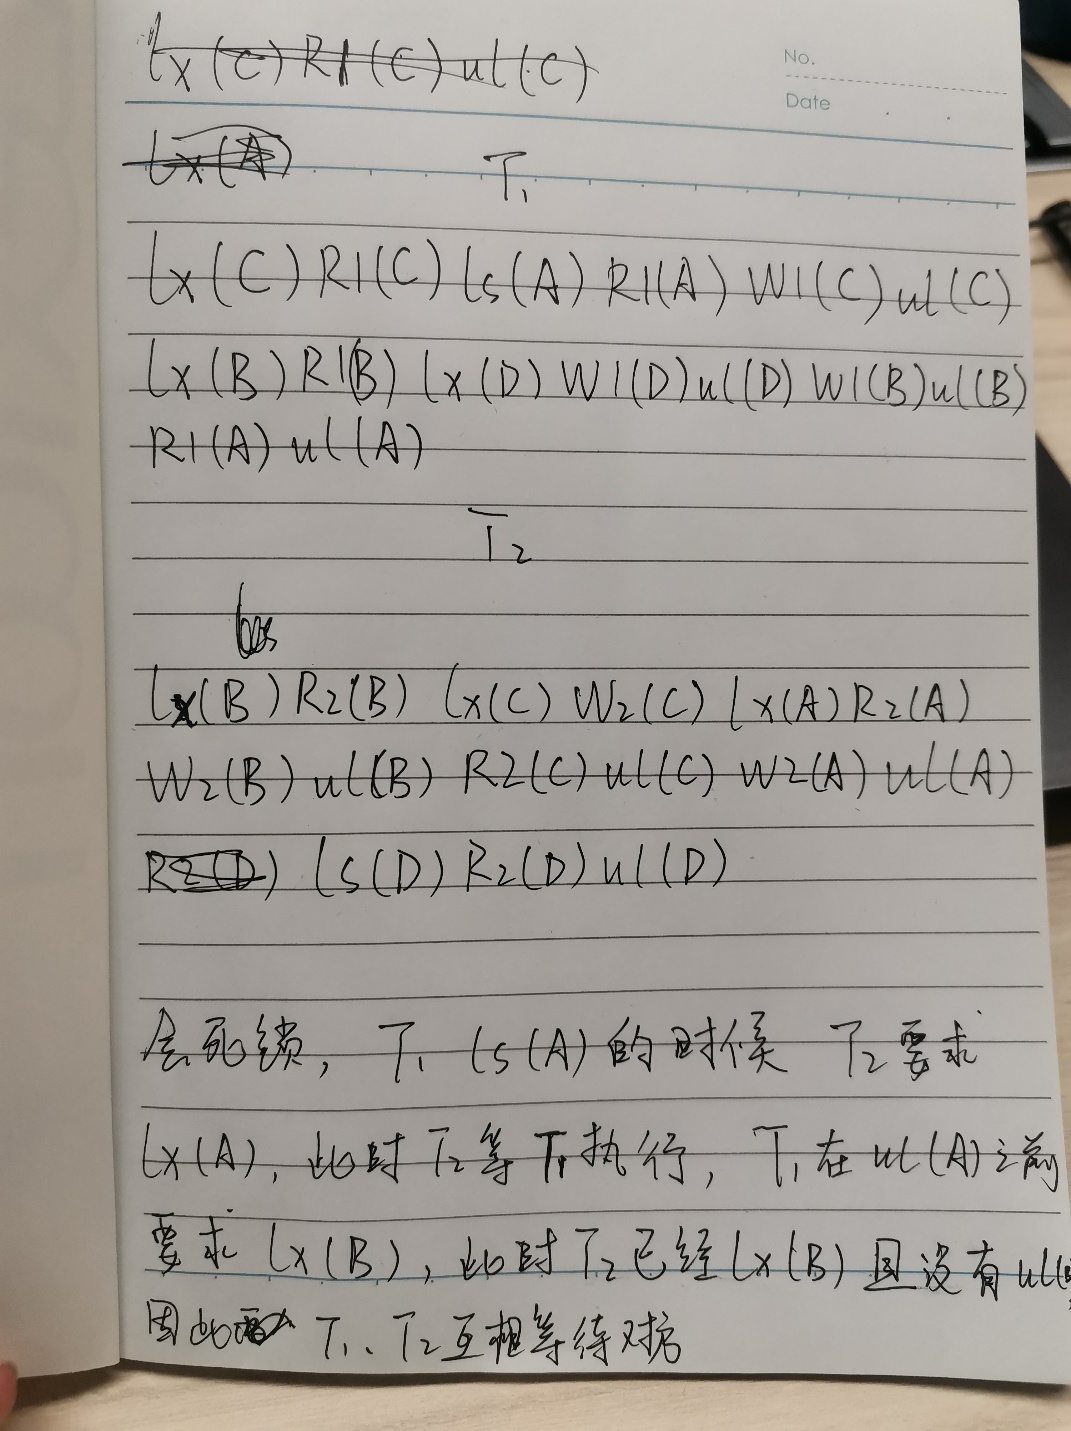 lx(C) R1(C) ul(C)
No.
Date
lx(A)
T₁
lx(C) R1(C) ls(A) R1(A) W1(C) ul(C)
lx(B) R1(B) lx(D) W1(D) ul(D) W1(B) ul(B)
R1(A) ul(A)
T₂
lx(B) R2(B) lx(C) W2(C) lx(A) R2(A)
W2(B) ul(B) R2(C) ul(C) W2(A) ul(A)
R2(D) ls(D) R2(D) ul(D)
会死锁, T₁ ls(A)的时候 T₂要求
lx(A), 此时T₂等T₁执行, T₁在ul(A)之前
要求lx(B), 此时T₂已经lx(B)且没有ul(B
因此 T₁、T₂互相等待对方